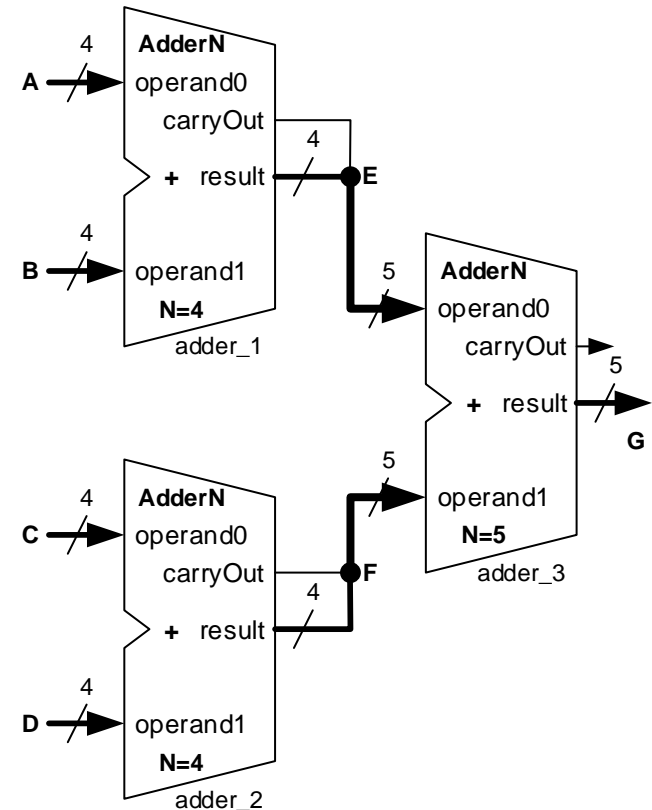 4
AdderN
A
operand0
carryOut
4
+ result
E
4
B
operand1
N=4
adder_1
5
AdderN
operand0
carryOut
5
+ result
G
5
operand1
N=5
adder_3
4
AdderN
C
operand0
carryOut
F
4
+ result
4
D
operand1
N=4
adder_2